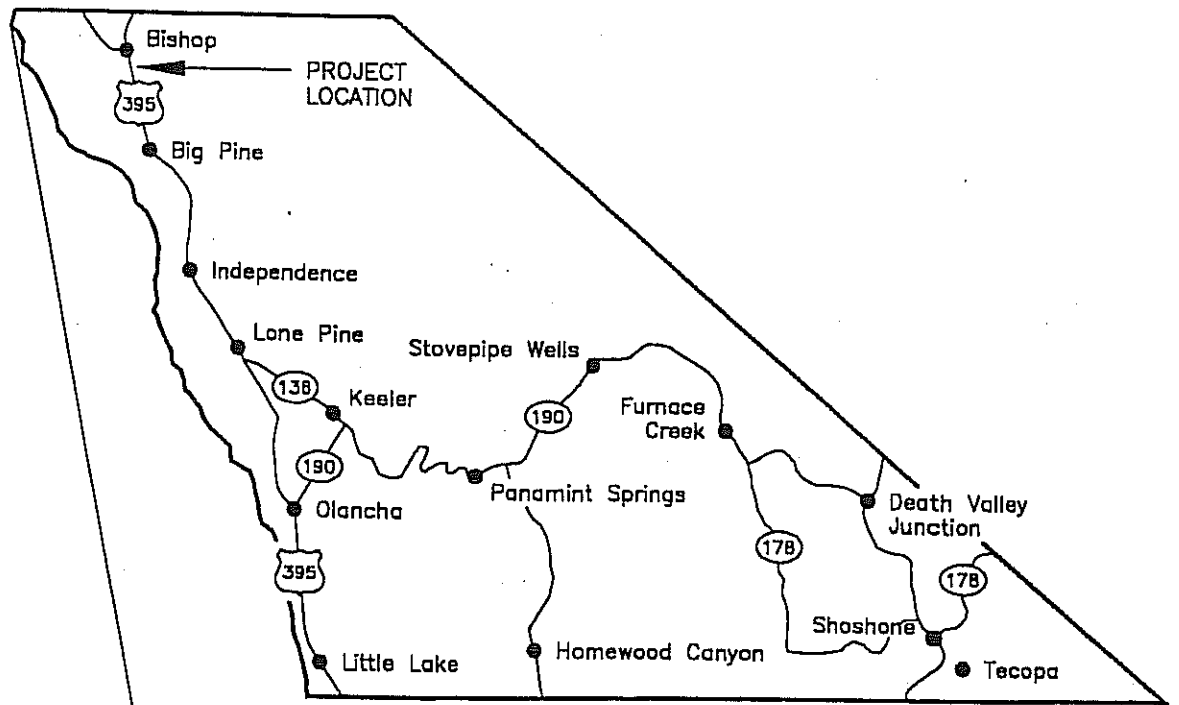 Bishop
PROJECT
LOCATION
395
Big Pine
Independence
Lone Pine
Stovepipe Wells
138
Keeler
190
Furnace
Creek
190
Panamint Springs
Olancha
Death Valley
Junction
395
178
178
Shoshone
Little Lake
Homewood Canyon
Tecopa